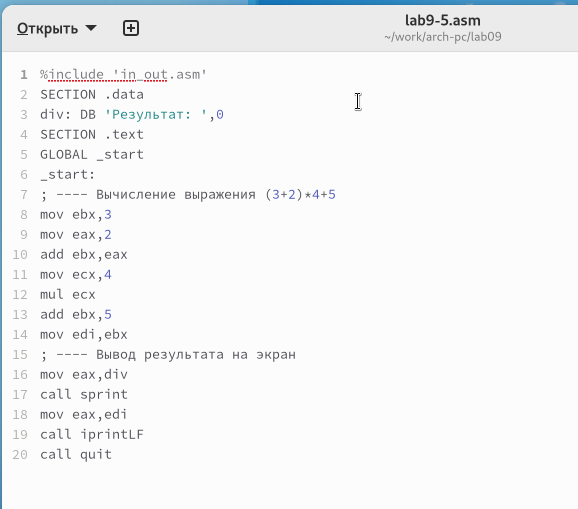 Открыть
lab9-5.asm
~/work/arch-pc/lab09
1 %include 'in_out.asm'
2 SECTION .data
3 div: DB 'Результат: ',0
4 SECTION .text
5 GLOBAL _start
6 _start:
7 ; ---- Вычисление выражения (3+2)*4+5
8 mov ebx,3
9 mov eax,2
10 add ebx,eax
11 mov ecx,4
12 mul ecx
13 add ebx,5
14 mov edi,ebx
15 ; ---- Вывод результата на экран
16 mov eax,div
17 call sprint
18 mov eax,edi
19 call iprintLF
20 call quit